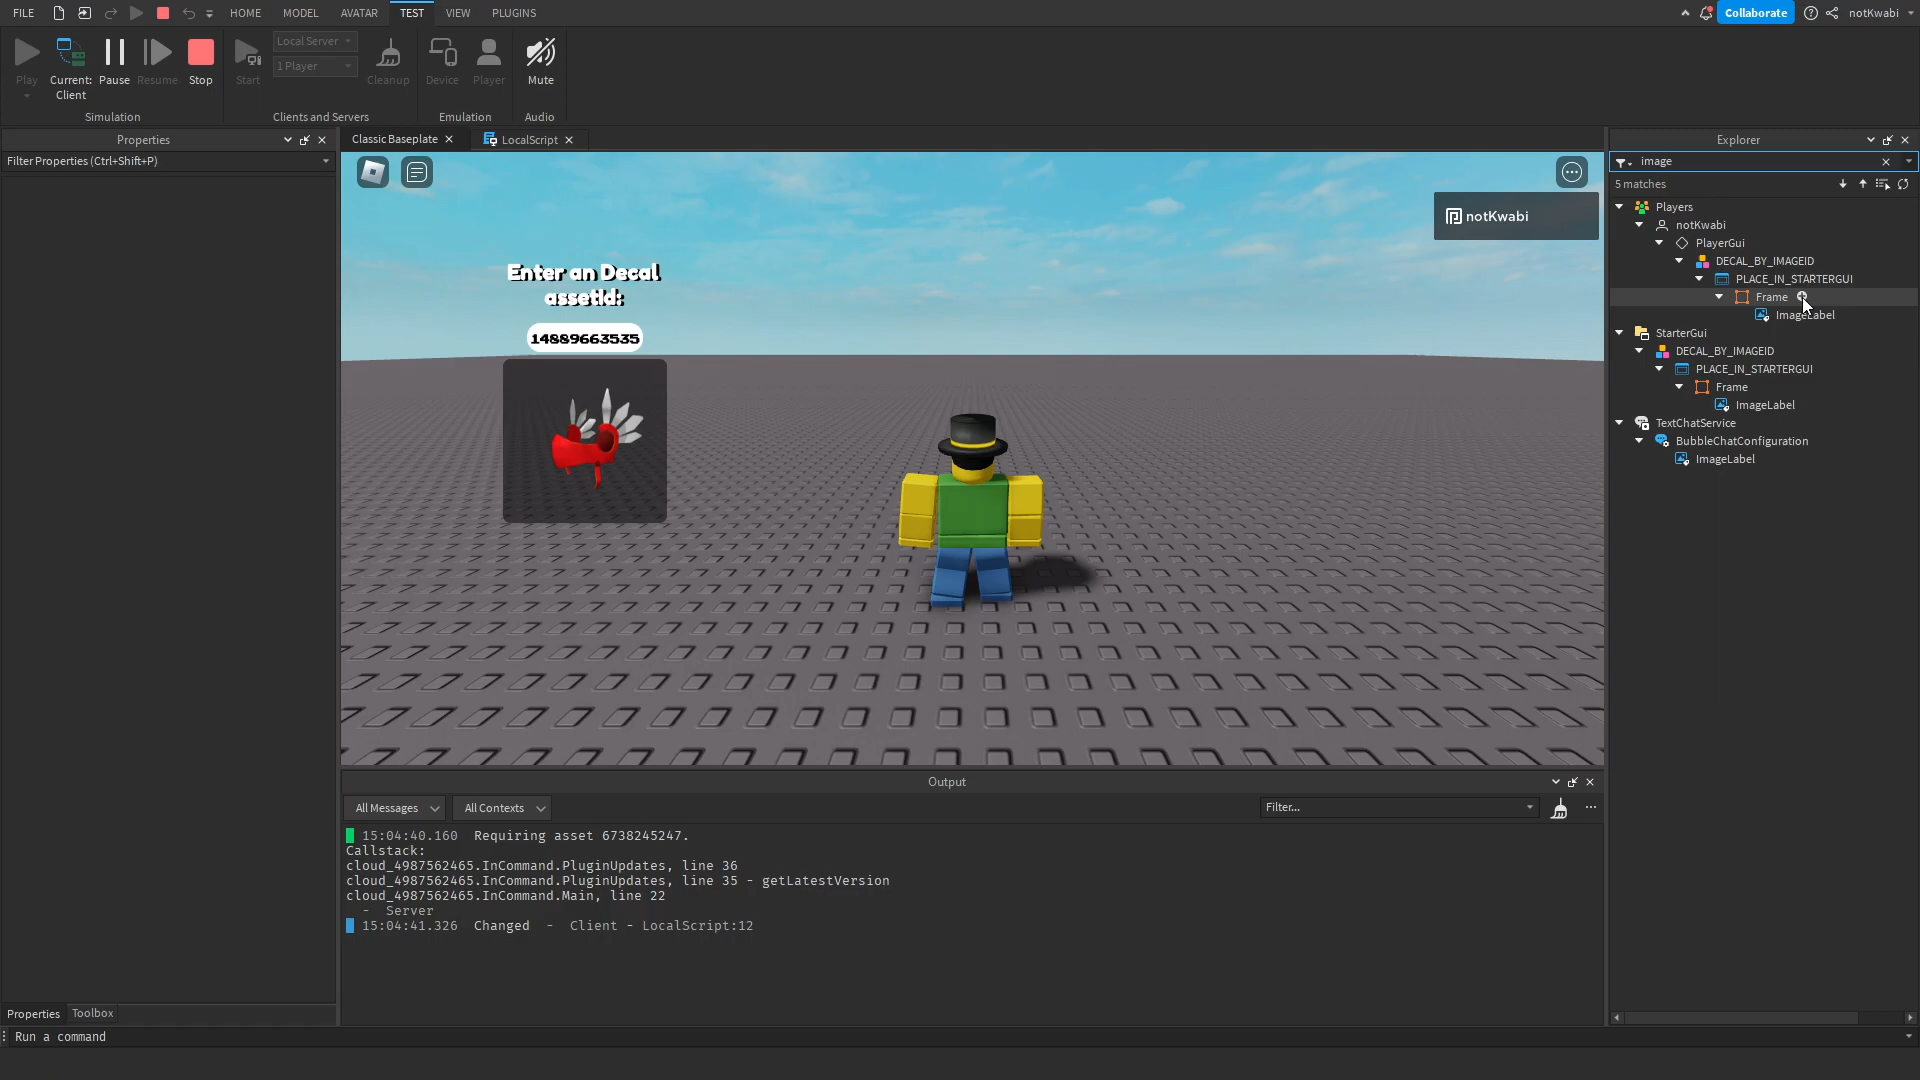 FILE
HOME
MODEL
AVATAR
TEST
VIEW
PLUGINS
Collaborate
notKwabi
Play
Current:
Client
Pause
Resume
Stop
Start
Local Server
1 Player
Cleanup
Device
Player
Mute
Simulation
Clients and Servers
Emulation
Audio
Properties
Filter Properties (Ctrl+Shift+P)
Classic Baseplate
LocalScript
notKwabi
Enter an Decal
assetId:
14889663535
Explorer
image
5 matches
Players
notKwabi
PlayerGui
DECAL_BY_IMAGEID
PLACE_IN_STARTERGUI
Frame
ImageLabel
StarterGui
DECAL_BY_IMAGEID
PLACE_IN_STARTERGUI
Frame
ImageLabel
TextChatService
BubbleChatConfiguration
ImageLabel
Output
All Messages
All Contexts
Filter...
15:04:40.160 Requiring asset 6738245247.
Callstack:
cloud_4987562465.InCommand.PluginUpdates, line 36
cloud_4987562465.InCommand.PluginUpdates, line 35 - getLatestVersion
cloud_4987562465.InCommand.Main, line 22
- Server
15:04:41.326 Changed - Client - LocalScript:12
Properties
Toolbox
Run a command